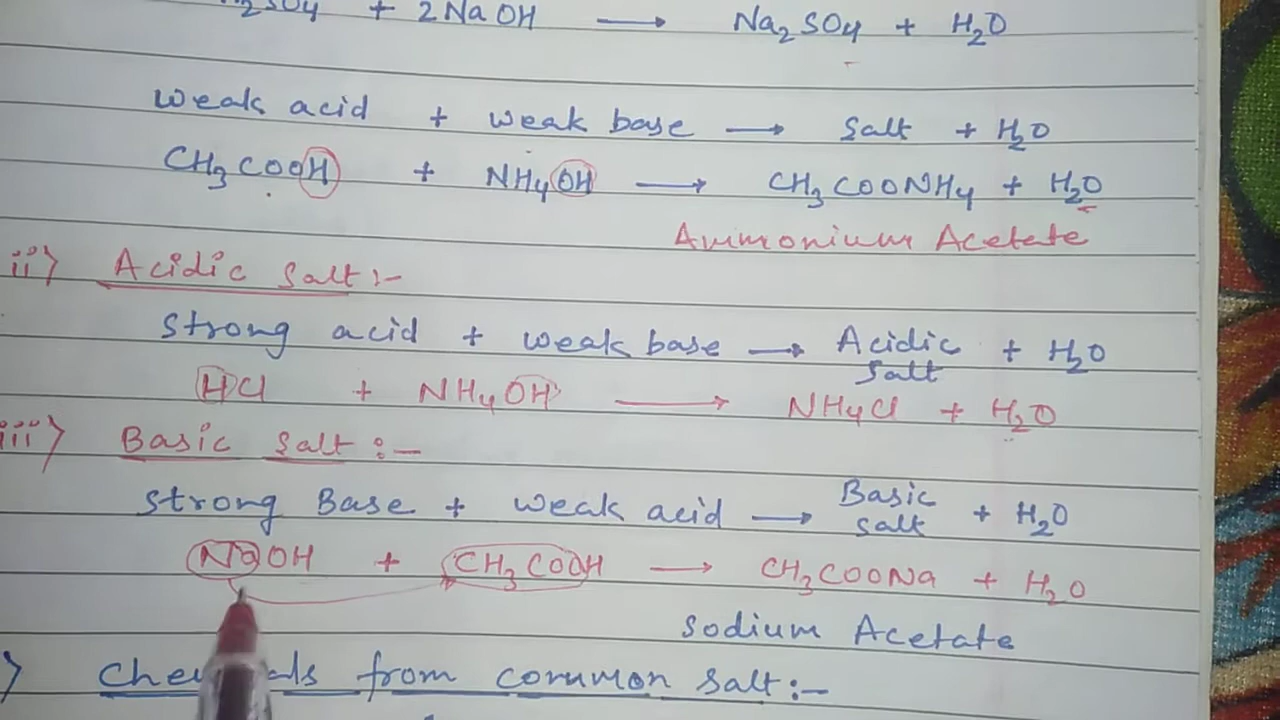 H2SO4 + 2NaOH → Na2SO4 + H2O
weak acid + weak base → salt + H2O
CH3COOH + NH4OH → CH3COONH4 + H2O
Ammonium Acetate
ii) Acidic salt :-
strong acid + weak base → Acidic salt + H2O
HCl + NH4OH → NH4Cl + H2O
iii) Basic salt :-
strong Base + weak acid → Basic salt + H2O
NaOH + CH3COOH → CH3COONa + H2O
sodium Acetate
) from common salt :-